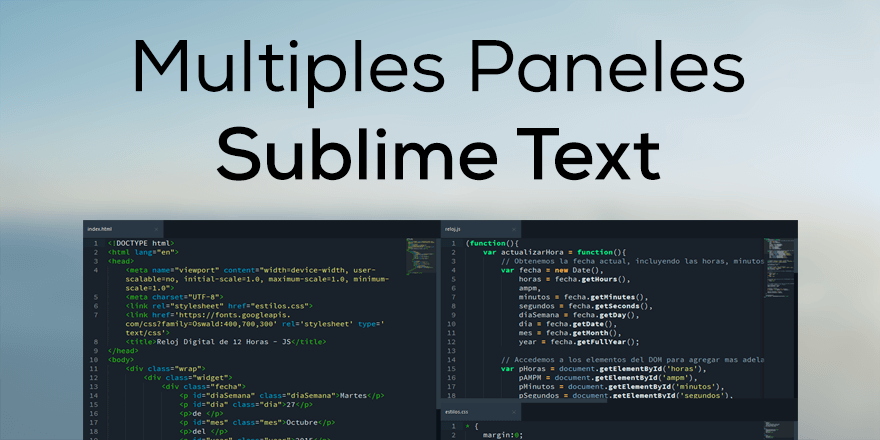 Multiples Paneles
Sublime Text
index.html
1 <!DOCTYPE html>
2 <html lang="en">
3 <head>
4 <meta name="viewport" content="width=device-width, user-
scalable=no, initial-scale=1.0, maximum-scale=1.0, minimum-
scale=1.0">
5 <meta charset="UTF-8">
6 <link rel="stylesheet" href="estilos.css">
7 <link href='https://fonts.googleapis.
com/css?family=Oswald:400,700,300' rel='stylesheet' type='
text/css'>
8 <title>Reloj Digital de 12 Horas - JS</title>
9 </head>
10 <body>
11 <div class="wrap">
12 <div class="widget">
13 <div class="fecha">
14 <p id="diaSemana" class="diaSemana">Martes</p>
15 <p id="dia" class="dia">27</p>
16 <p>de </p>
17 <p id="mes" class="mes">Octubre</p>
18 <p>del </p>
reloj.js
1 (function(){
2 var actualizarHora = function(){
3 // Obtenemos la fecha actual, incluyendo las horas, minutos
4 var fecha = new Date(),
5 horas = fecha.getHours(),
6 ampm,
7 minutos = fecha.getMinutes(),
8 segundos = fecha.getSeconds(),
9 diaSemana = fecha.getDay(),
10 dia = fecha.getDate(),
11 mes = fecha.getMonth(),
12 year = fecha.getFullYear();
13
14 // Accedemos a los elementos del DOM para agregar mas adela
15 var pHoras = document.getElementById('horas'),
16 pAMPM = document.getElementById('ampm'),
17 pMinutos = document.getElementById('minutos'),
18 pSegundos = document.getElementById('segundos'),
estilos.css
1 * {
2 margin:0;